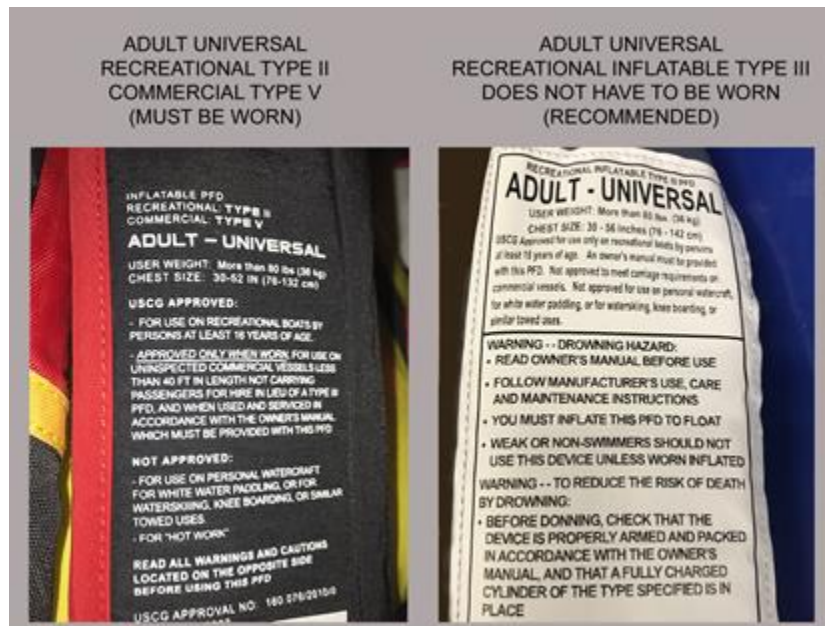 ADULT UNIVERSAL
RECREATIONAL TYPE II
COMMERCIAL TYPE V
(MUST BE WORN)
INFLATABLE PFD
RECREATIONAL: TYPE II
COMMERCIAL: TYPE V
ADULT – UNIVERSAL
USER WEIGHT: More than 80 lbs (36 kg)
CHEST SIZE: 30-52 IN (76-132 cm)
USCG APPROVED:
- FOR USE ON RECREATIONAL BOATS BY
PERSONS AT LEAST 16 YEARS OF AGE.
- APPROVED ONLY WHEN WORN, FOR USE ON
UNINSPECTED COMMERCIAL VESSELS LESS
THAN 40 FT IN LENGTH NOT CARRYING
PASSENGERS FOR HIRE IN LIEU OF A TYPE III
PFD, AND WHEN USED AND SERVICED IN
ACCORDANCE WITH THE OWNER'S MANUAL
WHICH MUST BE PROVIDED WITH THIS PFD
NOT APPROVED:
- FOR USE ON PERSONAL WATERCRAFT
FOR WHITE WATER PADDLING, OR FOR
WATERSKIIING, KNEE BOARDING, OR SIMILAR
TOWED USES.
- FOR "HOT WORK"
READ ALL WARNINGS AND CAUTIONS
LOCATED ON THE OPPOSITE SIDE
BEFORE USING THIS PFD
USCG APPROVAL NO: 160.076/2010/0
ADULT UNIVERSAL
RECREATIONAL INFLATABLE TYPE III
DOES NOT HAVE TO BE WORN
(RECOMMENDED)
RECREATIONAL INFLATABLE TYPE III PFD
ADULT - UNIVERSAL
USER WEIGHT: More than 80 lbs. (36 kg)
CHEST SIZE: 30 - 56 inches (76 - 142 cm)
USCG Approved for use only on recreational boats by persons
at least 16 years of age. An owner's manual must be provided
with this PFD. Not approved to meet carriage requirements on
commercial vessels. Not approved for use on personal watercraft,
for white water paddling, or for waterskiing, knee boarding, or
similar towed uses.
WARNING - - DROWNING HAZARD:
• READ OWNER'S MANUAL BEFORE USE
• FOLLOW MANUFACTURER'S USE, CARE
AND MAINTENANCE INSTRUCTIONS
• YOU MUST INFLATE THIS PFD TO FLOAT
• WEAK OR NON-SWIMMERS SHOULD NOT
USE THIS DEVICE UNLESS WORN INFLATED
WARNING - - TO REDUCE THE RISK OF DEATH
BY DROWNING:
• BEFORE DONNING, CHECK THAT THE
DEVICE IS PROPERLY ARMED AND PACKED
IN ACCORDANCE WITH THE OWNER'S
MANUAL, AND THAT A FULLY CHARGED
CYLINDER OF THE TYPE SPECIFIED IS IN
PLACE